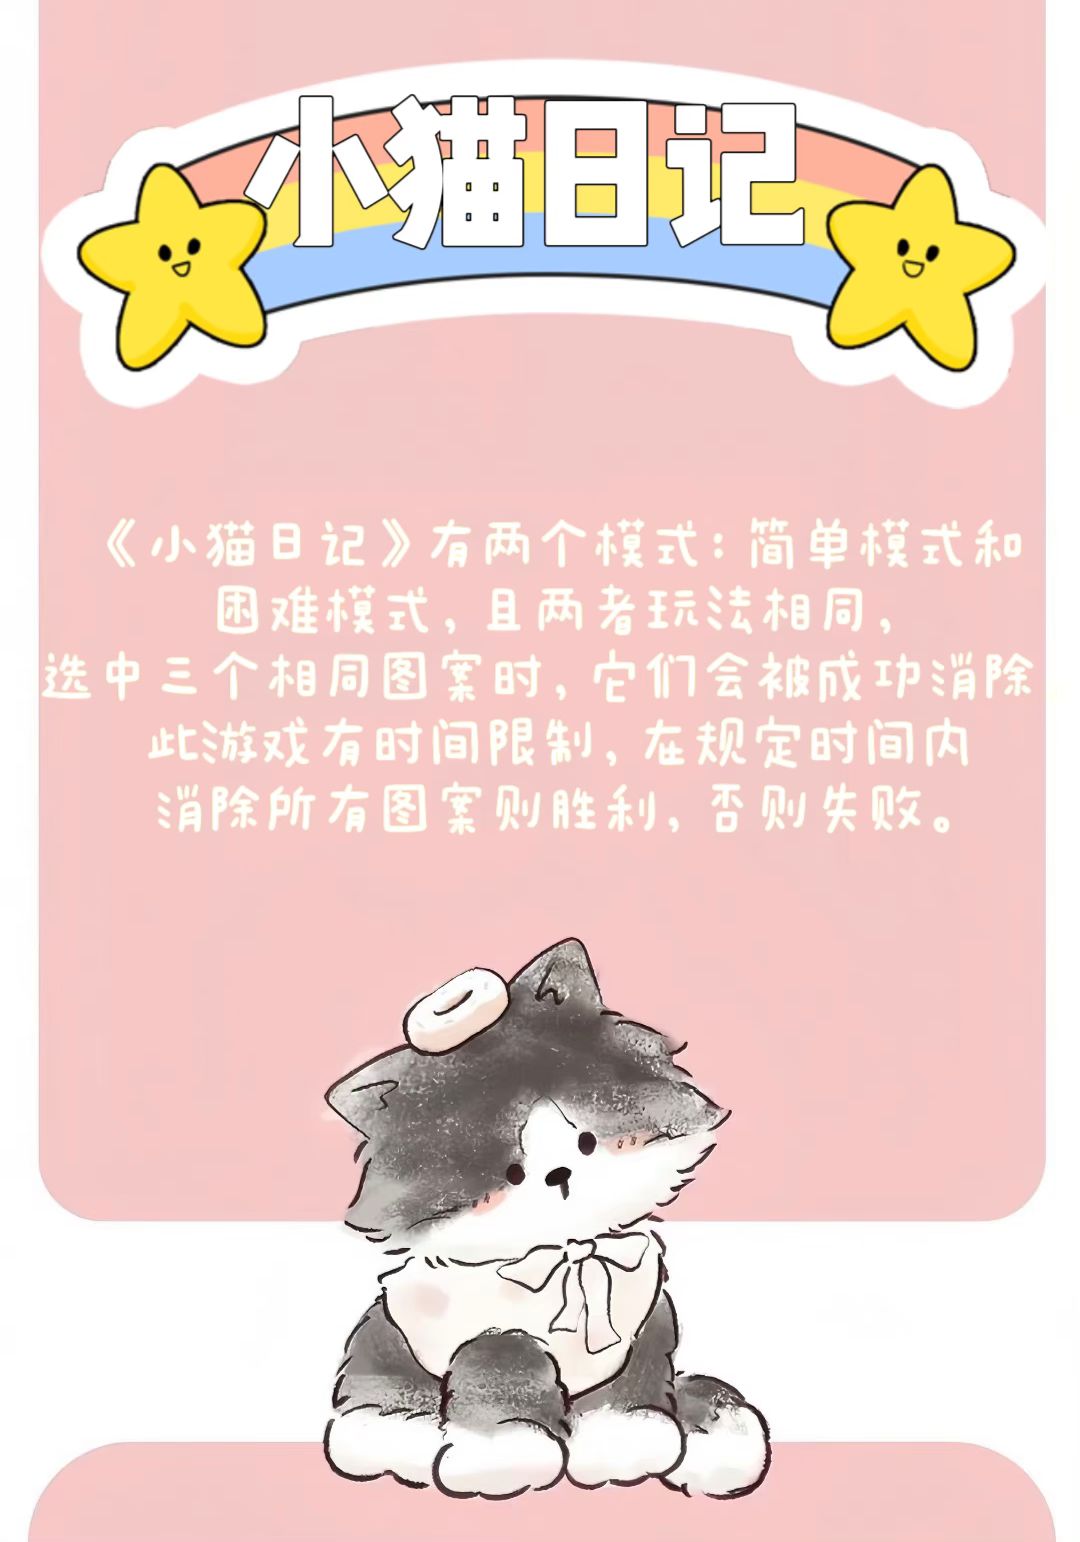 小猫日记
《小猫日记》有两个模式：简单模式和
困难模式，且两者玩法相同，
选中三个相同图案时，它们会被成功消除
此游戏有时间限制，在规定时间内
消除所有图案则胜利，否则失败。